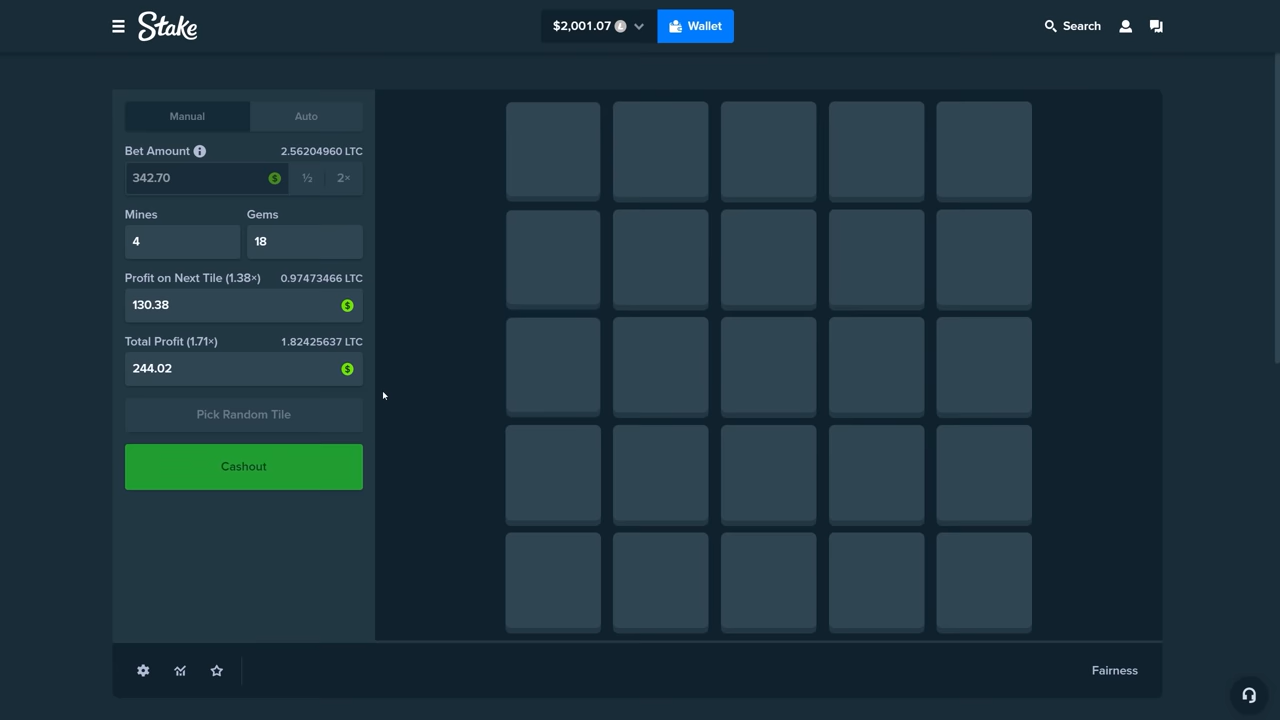 Stake
$2,001.07
Wallet
Search
Manual
Auto
Bet Amount
2.56204960 LTC
342.70
½
2×
Mines
Gems
4
18
Profit on Next Tile (1.38×)
0.97473466 LTC
130.38
Total Profit (1.71×)
1.82425637 LTC
244.02
Pick Random Tile
Cashout
Fairness